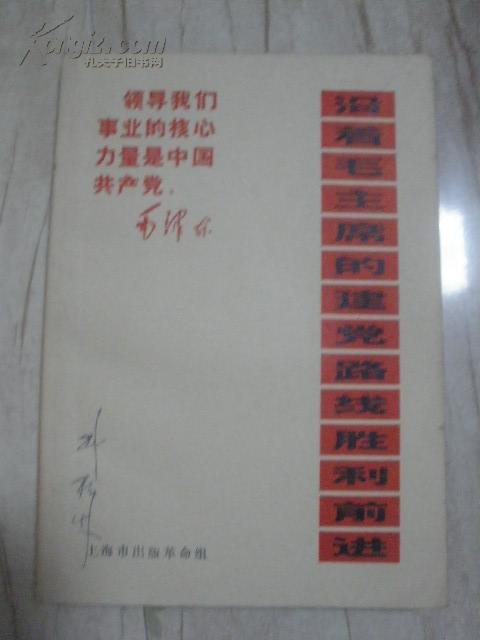 Kongfz.com
孔夫子旧书网
领导我们
事业的核心
力量是中国
共产党.
毛泽东
沿着毛主席的建党路线胜利前进
上海市出版革命组